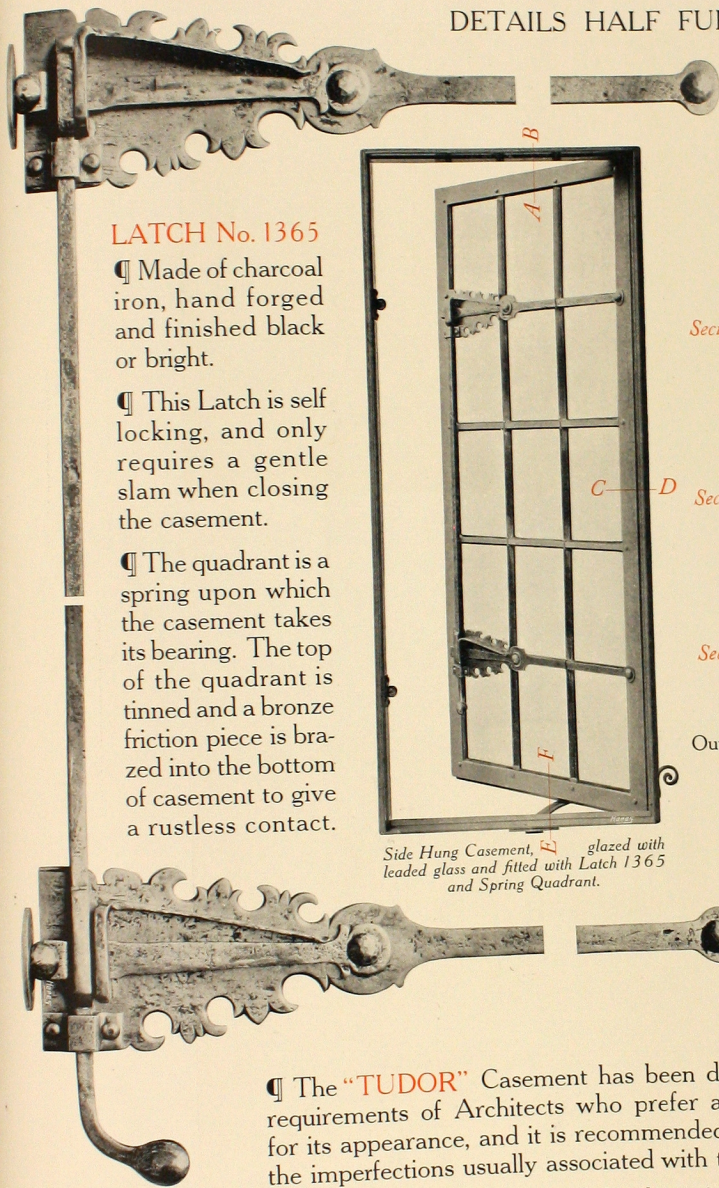 DETAILS HALF FU
B
A
LATCH No. 1365
¶ Made of charcoal
iron, hand forged
and finished black
or bright.
¶ This Latch is self
locking, and only
requires a gentle
slam when closing
the casement.
¶ The quadrant is a
spring upon which
the casement takes
its bearing. The top
of the quadrant is
tinned and a bronze
friction piece is bra-
zed into the bottom
of casement to give
a rustless contact.
C D
F
E
Side Hung Casement, glazed with
leaded glass and fitted with Latch 1365
and Spring Quadrant.
Sec
Sec
Se
Ou
¶ The “TUDOR” Casement has been d
requirements of Architects who prefer a
for its appearance, and it is recommended
the imperfections usually associated with